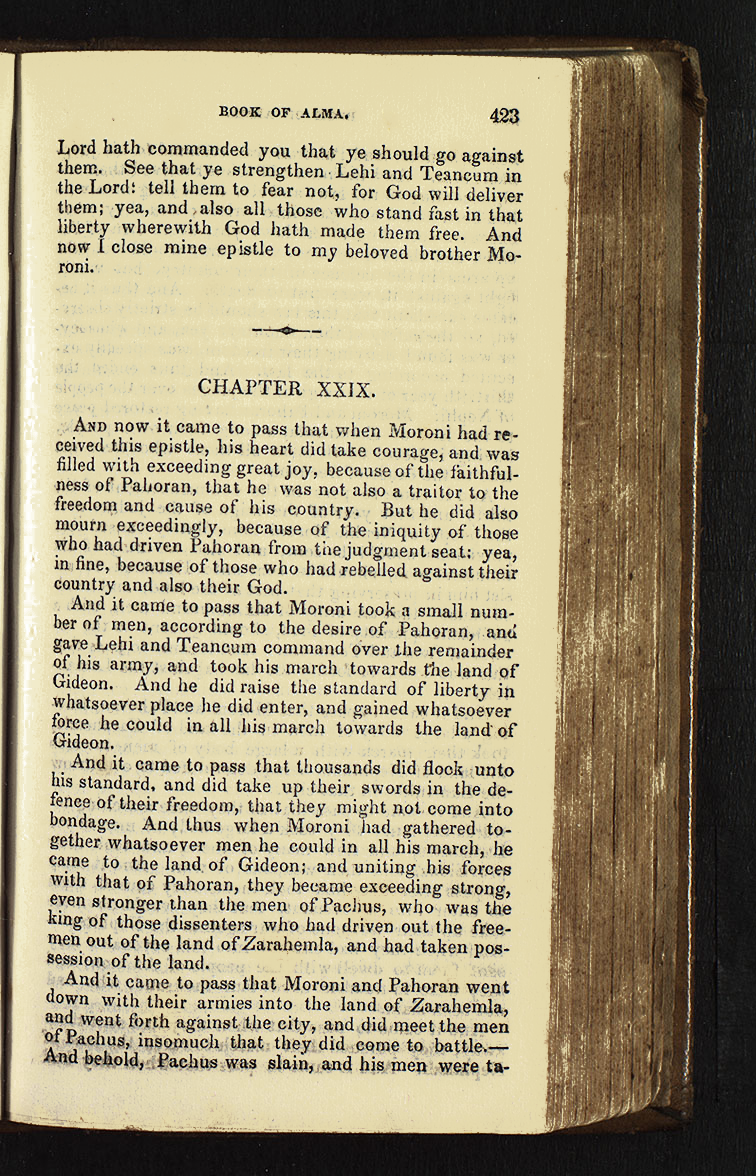 BOOK OF ALMA. 423
Lord hath commanded you that ye should go against
them. See that ye strengthen Lehi and Teancum in
the Lord: tell them to fear not, for God will deliver
them; yea, and also all those who stand fast in that
liberty wherewith God hath made them free. And
now I close mine epistle to my beloved brother Mo-
roni.
CHAPTER XXIX.
AND now it came to pass that when Moroni had re-
ceived this epistle, his heart did take courage, and was
filled with exceeding great joy, because of the faithful-
ness of Pahoran, that he was not also a traitor to the
freedom and cause of his country. But he did also
mourn exceedingly, because of the iniquity of those
who had driven Pahoran from the judgment seat: yea,
in fine, because of those who had rebelled against their
country and also their God.
And it came to pass that Moroni took a small num-
ber of men, according to the desire of Pahoran, and
gave Lehi and Teancum command over the remainder
of his army, and took his march towards the land of
Gideon. And he did raise the standard of liberty in
whatsoever place he did enter, and gained whatsoever
force he could in all his march towards the land of
Gideon.
And it came to pass that thousands did flock unto
his standard, and did take up their swords in the de-
fence of their freedom, that they might not come into
bondage. And thus when Moroni had gathered to-
gether whatsoever men he could in all his march, he
came to the land of Gideon; and uniting his forces
with that of Pahoran, they became exceeding strong,
even stronger than the men of Pachus, who was the
king of those dissenters who had driven out the free-
men out of the land of Zarahemla, and had taken pos-
session of the land.
And it came to pass that Moroni and Pahoran went
down with their armies into the land of Zarahemla,
and went forth against the city, and did meet the men
of Pachus, insomuch that they did come to battle.—
And behold, Pachus was slain, and his men were ta-